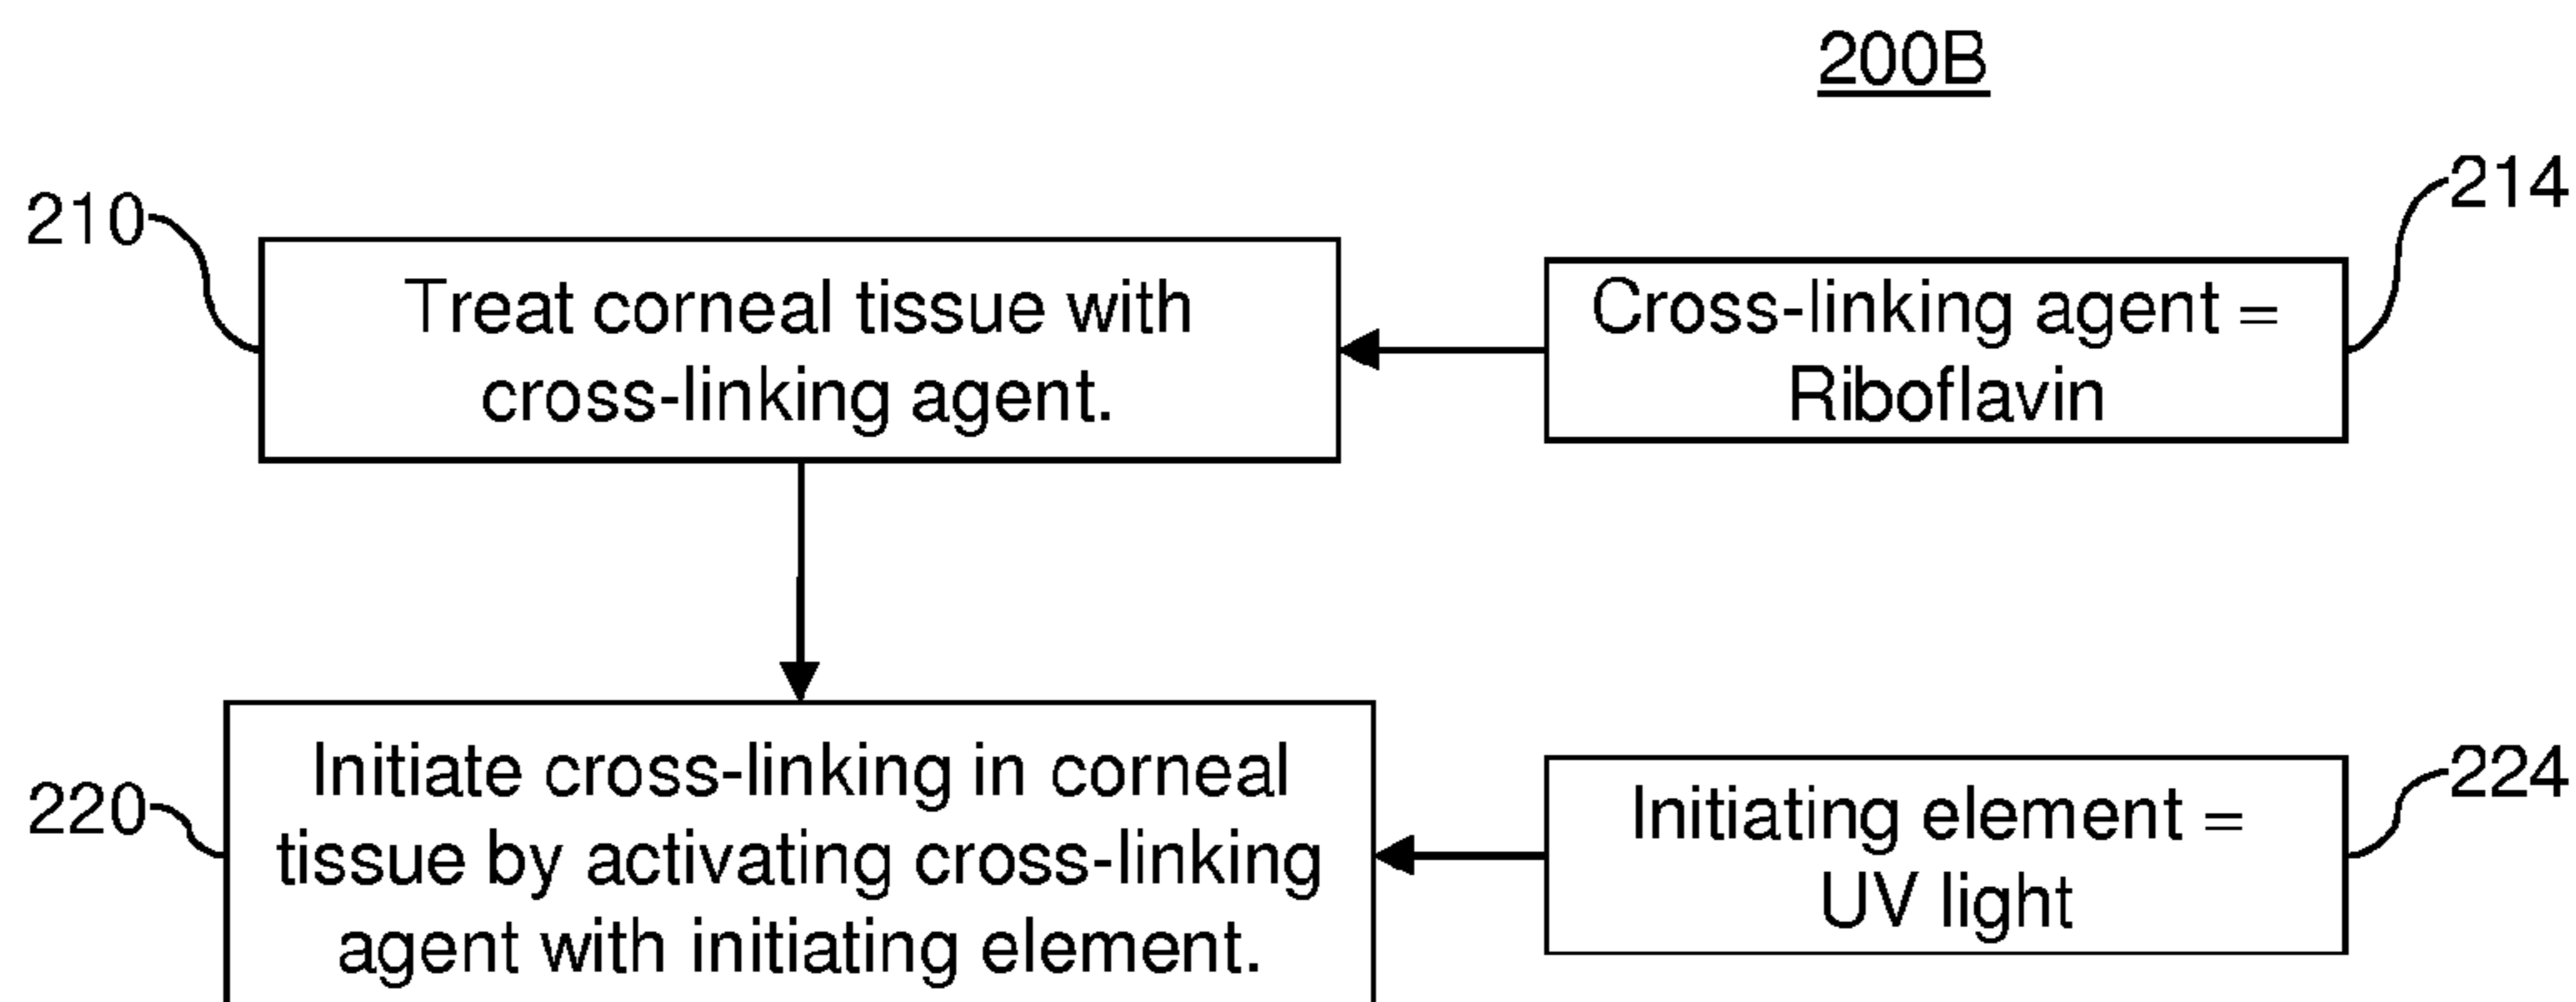 200B
210
214
Treat corneal tissue with
cross-linking agent.
Cross-linking agent =
Riboflavin
220
224
Initiate cross-linking in corneal
tissue by activating cross-linking
agent with initiating element.
Initiating element =
UV light